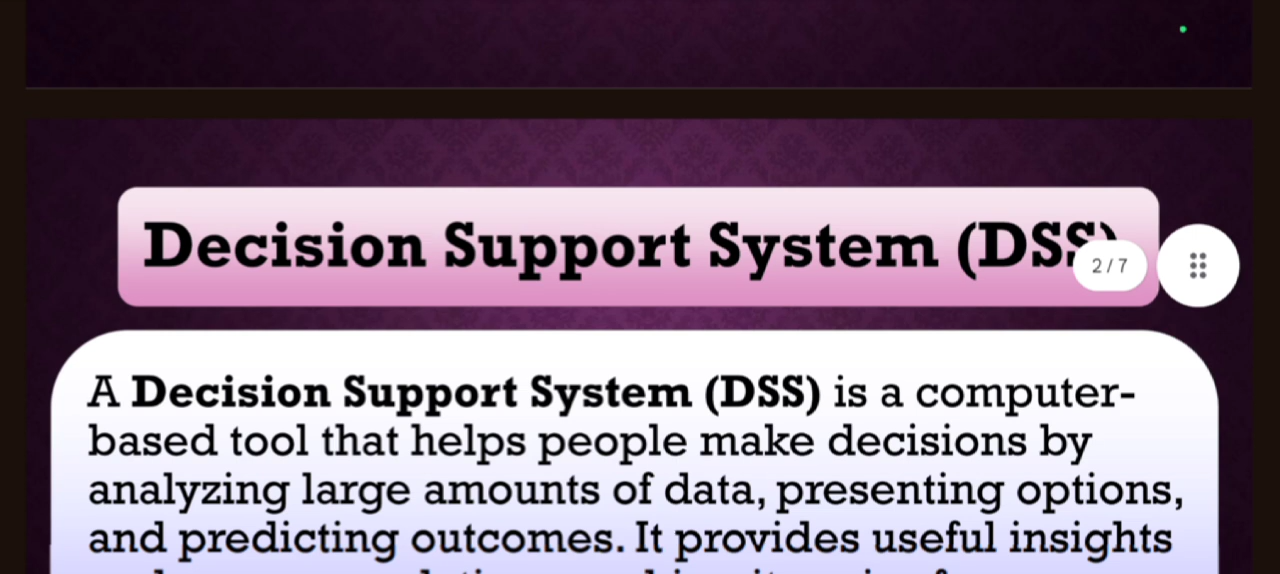 Decision Support System (DSS)
2/7
A Decision Support System (DSS) is a computer-
based tool that helps people make decisions by
analyzing large amounts of data, presenting options,
and predicting outcomes. It provides useful insights